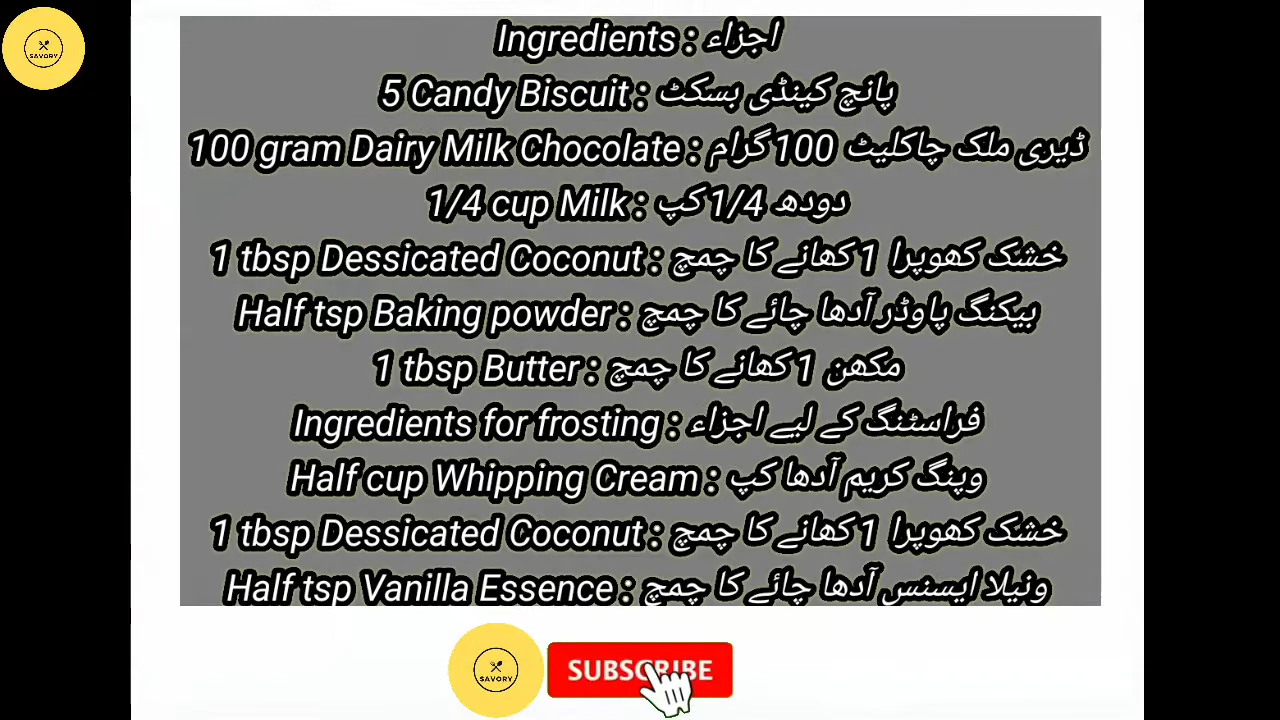 SAVORY
Ingredients : اجزاء
5 Candy Biscuit : پانچ کینڈی بسکٹ
100 gram Dairy Milk Chocolate : ڈیری ملک چاکلیٹ 100 گرام
1/4 cup Milk : دودھ 1/4 کپ
1 tbsp Dessicated Coconut : خشک کھوپرا 1 کھانے کا چمچ
Half tsp Baking powder : بیکنگ پاوڈر آدھا چائے کا چمچ
1 tbsp Butter : مکھن 1 کھانے کا چمچ
Ingredients for frosting : فراسٹنگ کے لیے اجزاء
Half cup Whipping Cream : وپنگ کریم آدھا کپ
1 tbsp Dessicated Coconut : خشک کھوپرا 1 کھانے کا چمچ
Half tsp Vanilla Essence : ونیلا ایسنس آدھا چائے کا چمچ
SAVORY
SUBSCRIBE